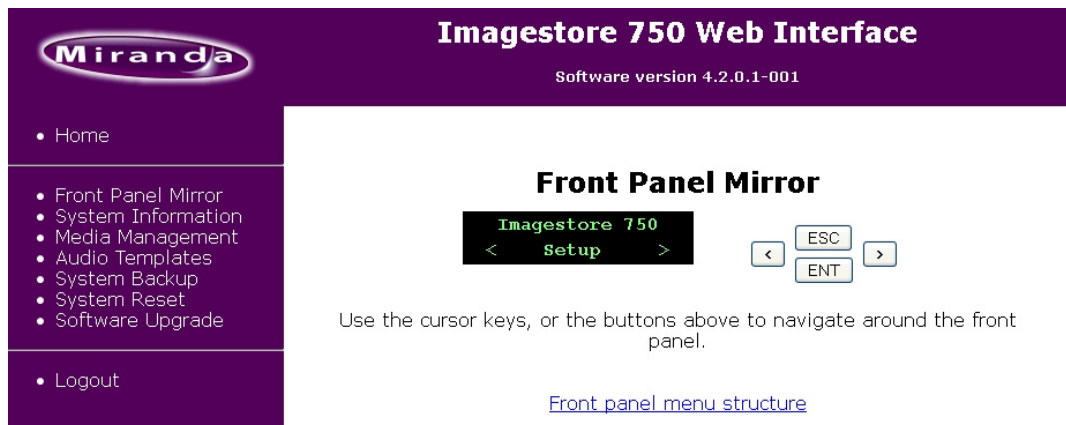 Miranda
Imagestore 750 Web Interface
Software version 4.2.0.1-001
• Home
• Front Panel Mirror
• System Information
• Media Management
• Audio Templates
• System Backup
• System Reset
• Software Upgrade
• Logout
Front Panel Mirror
Imagestore 750
< Setup >
< ESC >
ENT
Use the cursor keys, or the buttons above to navigate around the front
panel.
Front panel menu structure